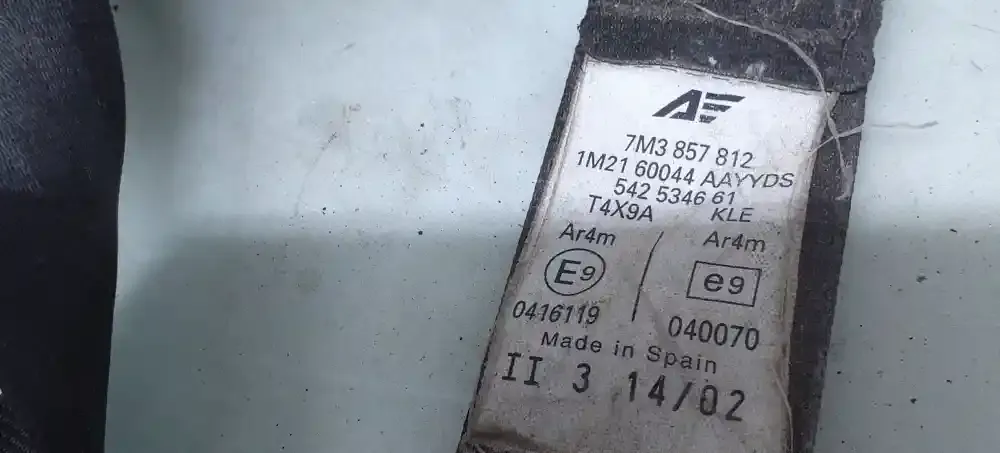 AE
7M3 857 812
1M21 60044 AAYYDS
542 5346 61
T4X9A KLE
Ar4m Ar4m
E9 e9
0416119 040070
Made in Spain
II 3 14/02